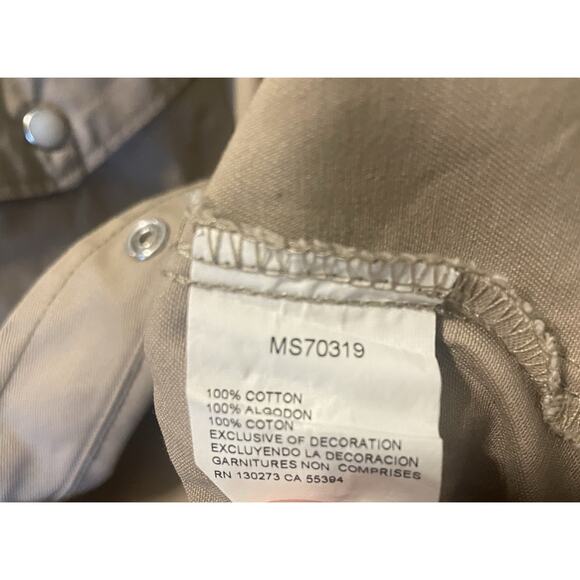 MS70319
100% COTTON
100% ALGODON
100% COTON
EXCLUSIVE OF DECORATION
EXCLUYENDO LA DECORACION
GARNITURES NON COMPRISES
RN 130273 CA 55394